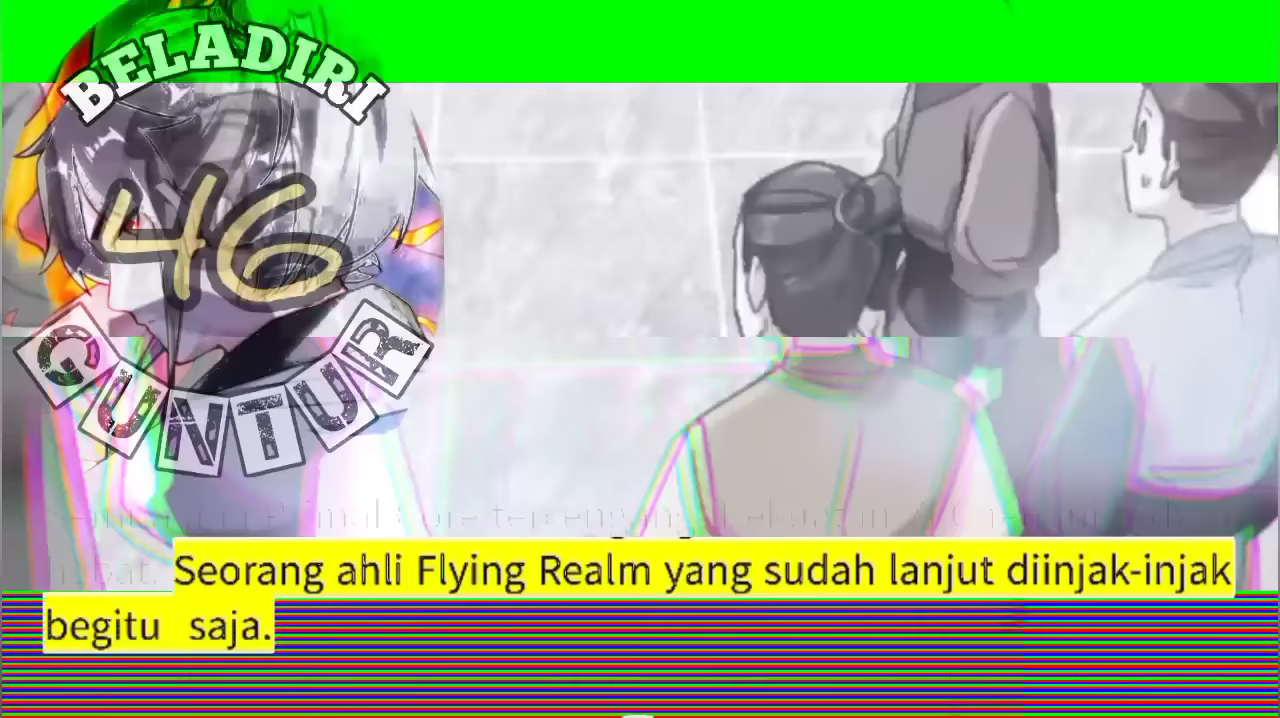 BELADIRI
46
GUNTUR
Seorang ahli Flying Realm yang sudah lanjut diinjak-injak
begitu saja.